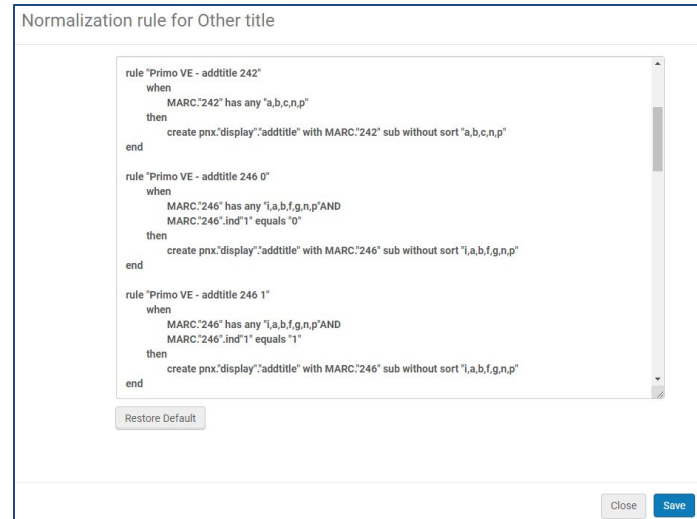 Normalization rule for Other title
rule "Primo VE - addtitle 242"
when
MARC."242" has any "a,b,c,n,p"
then
create pnx."display"."addtitle" with MARC."242" sub without sort "a,b,c,n,p"
end
rule "Primo VE - addtitle 246 0"
when
MARC."246" has any "i,a,b,f,g,n,p"AND
MARC."246".ind"1" equals "0"
then
create pnx."display"."addtitle" with MARC."246" sub without sort "i,a,b,f,g,n,p"
end
rule "Primo VE - addtitle 246 1"
when
MARC."246" has any "i,a,b,f,g,n,p"AND
MARC."246".ind"1" equals "1"
then
create pnx."display"."addtitle" with MARC."246" sub without sort "i,a,b,f,g,n,p"
end
Restore Default
Close Save